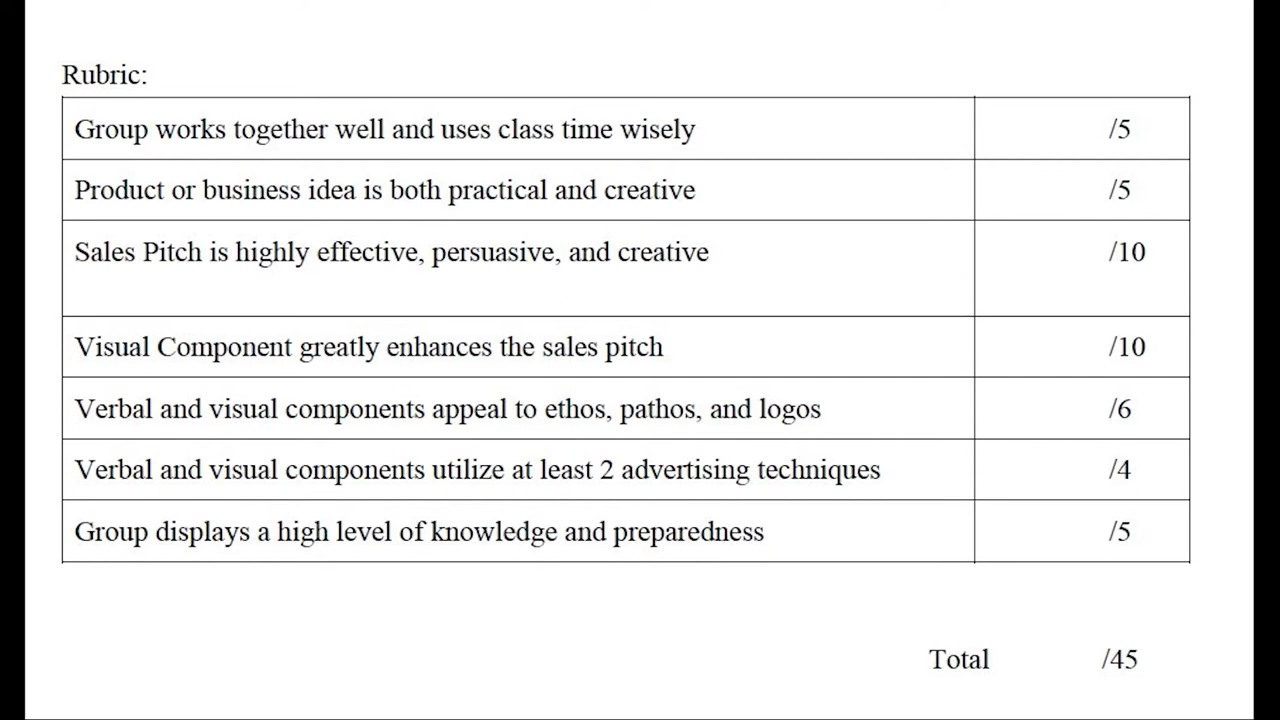 Rubric:
Group works together well and uses class time wisely /5
Product or business idea is both practical and creative /5
Sales Pitch is highly effective, persuasive, and creative /10
Visual Component greatly enhances the sales pitch /10
Verbal and visual components appeal to ethos, pathos, and logos /6
Verbal and visual components utilize at least 2 advertising techniques /4
Group displays a high level of knowledge and preparedness /5
Total /45